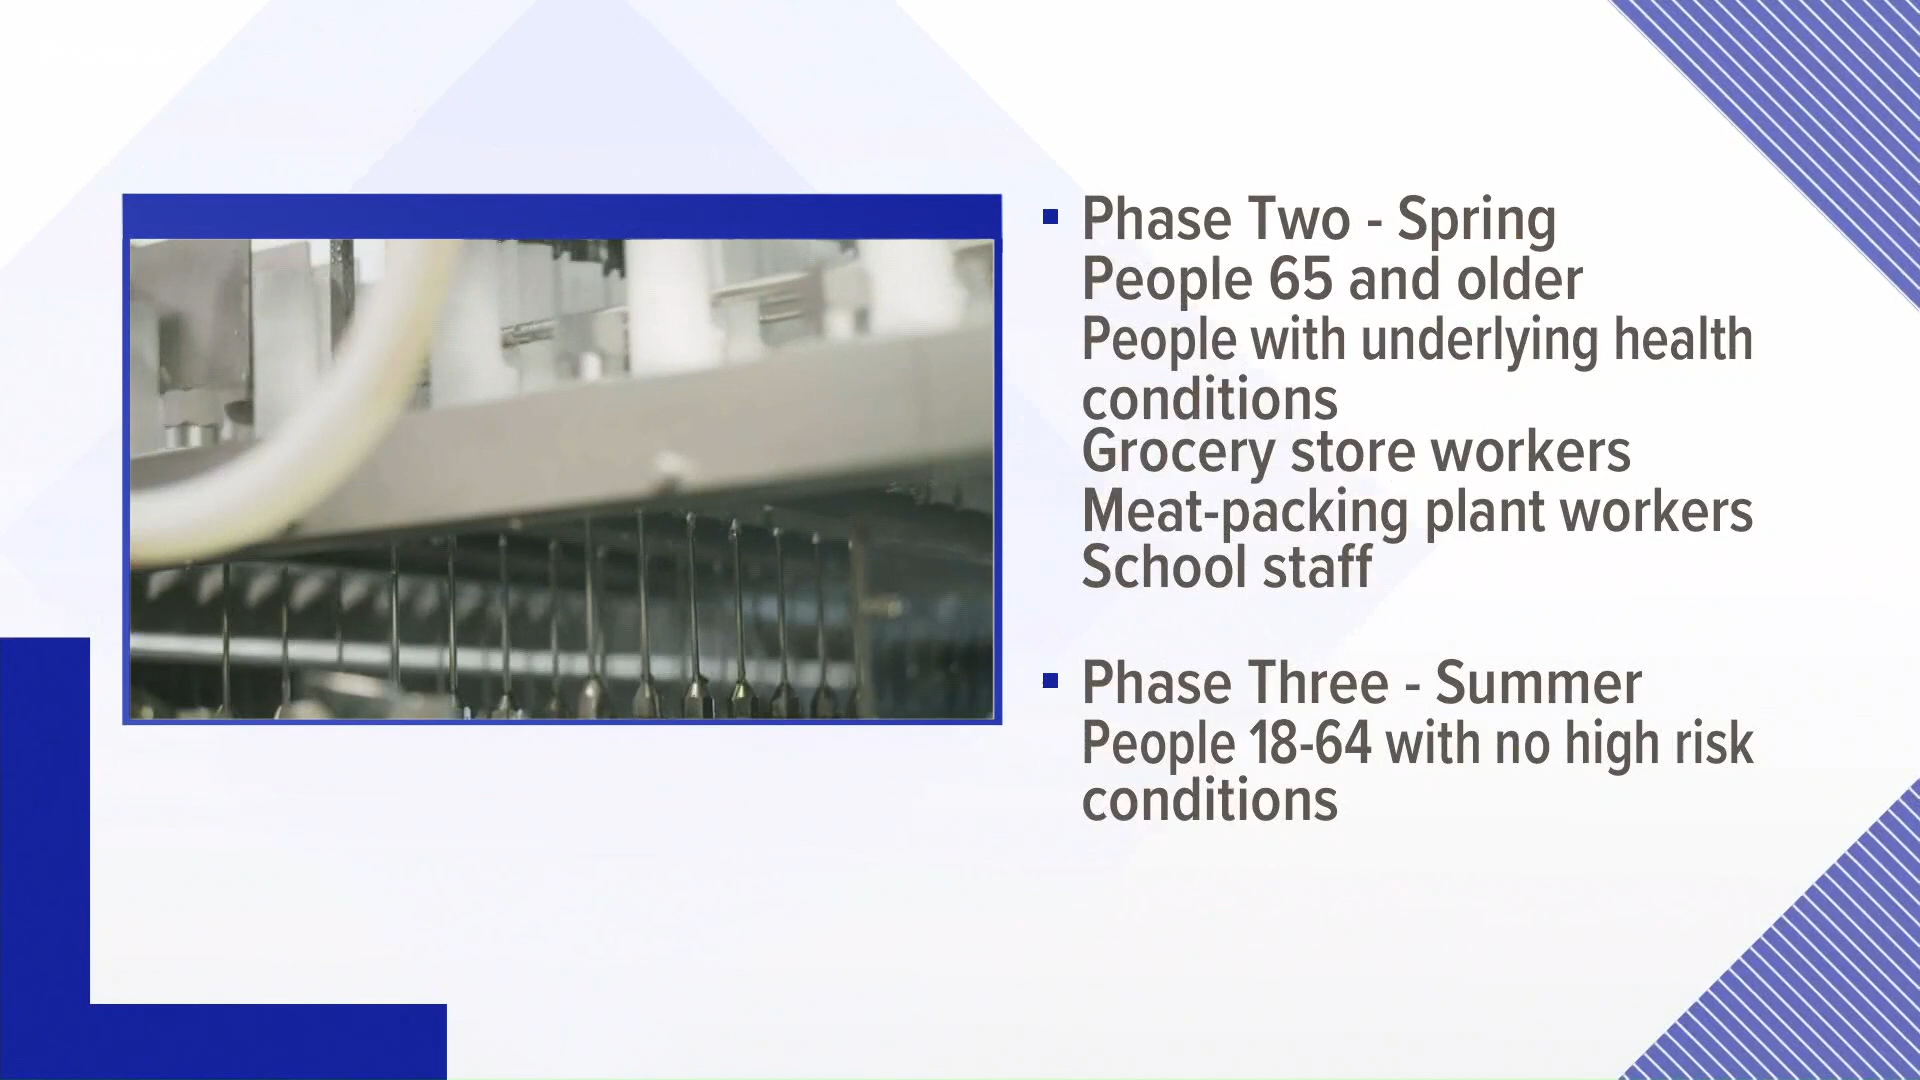 Phase Two - Spring
People 65 and older
People with underlying health
conditions
Grocery store workers
Meat-packing plant workers
School staff
Phase Three - Summer
People 18-64 with no high risk
conditions